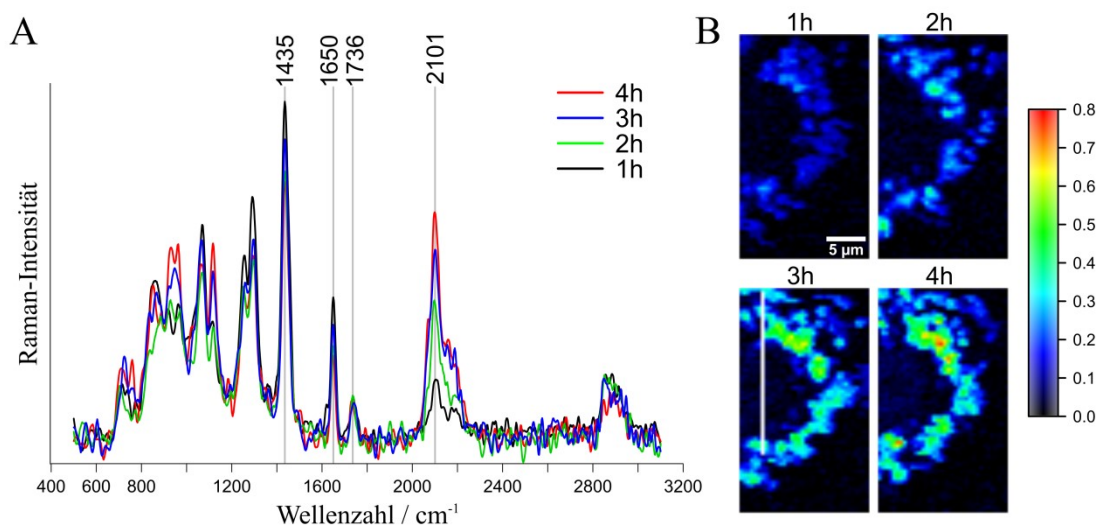 A
1435
1650
1736
2101
4h
3h
2h
1h
Raman-Intensität
400 600 800 1200 1400 1600 2000 2400 2800 3200
Wellenzahl / cm⁻¹
B
1h
2h
5 µm
3h
4h
0.8
0.7
0.6
0.5
0.4
0.3
0.2
0.1
0.0